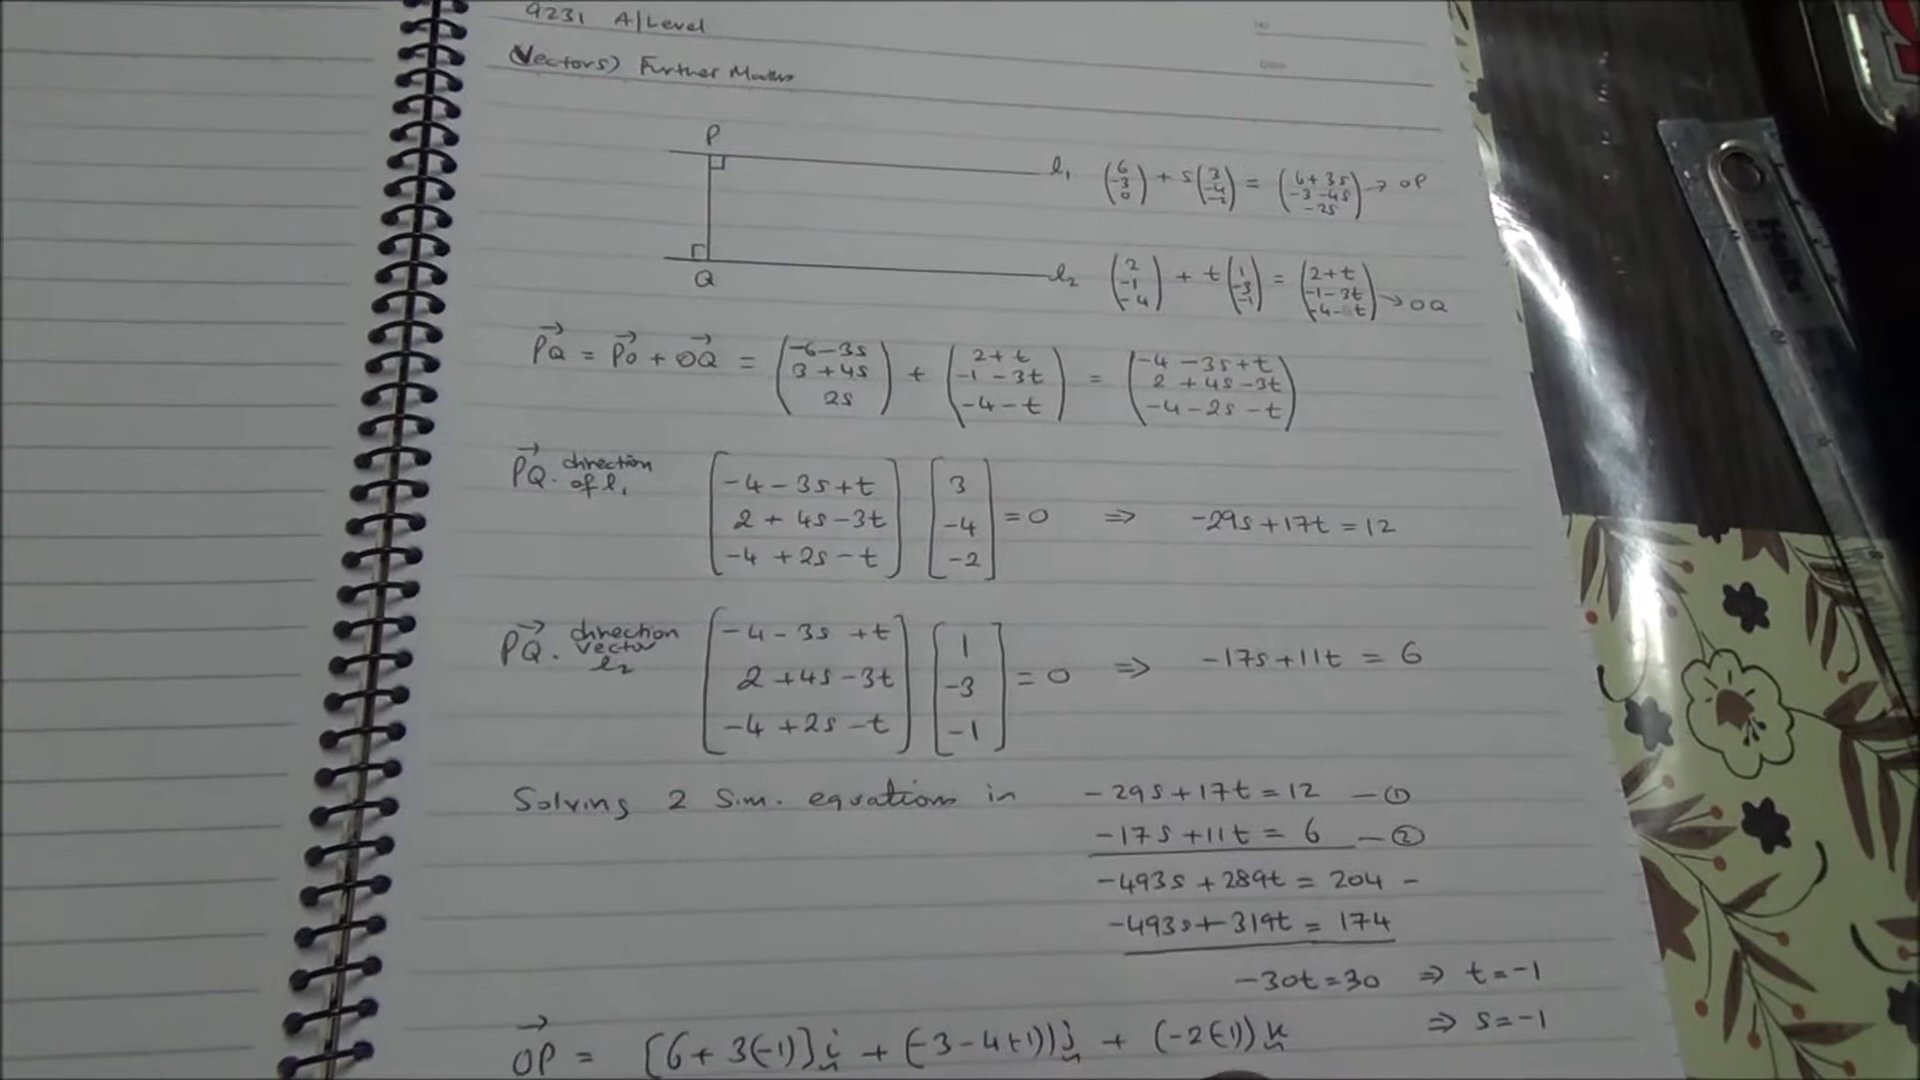 9231 A/Level
(Vectors) Further Maths
P
l₁ (6 -3 0) + s(3 -4 -2) = (6+3s -3-4s -2s) → OP
Q
l₂ (2 -1 -4) + t(1 -3 -1) = (2+t -1-3t -4-t) → OQ
PQ = PO + OQ = (-6-3s 3+4s 2s) + (2+t -1-3t -4-t) = (-4-3s+t 2+4s-3t -4-2s-t)
PQ. direction of l₁ [-4-3s+t 2+4s-3t -4+2s-t] [3 -4 -2] = 0 ⇒ -29s+17t = 12
PQ. direction vector l₂ [-4-3s+t 2+4s-3t -4+2s-t] [1 -3 -1] = 0 ⇒ -17s+11t = 6
Solving 2 Sim. equations in -29s+17t = 12 — ①
-17s+11t = 6 — ②
-493s+289t = 204 -
-493s+319t = 174
-30t = 30 ⇒ t = -1
⇒ s = -1
OP = [6+3(-1)]i + (-3-4(-1))j + (-2(-1))k